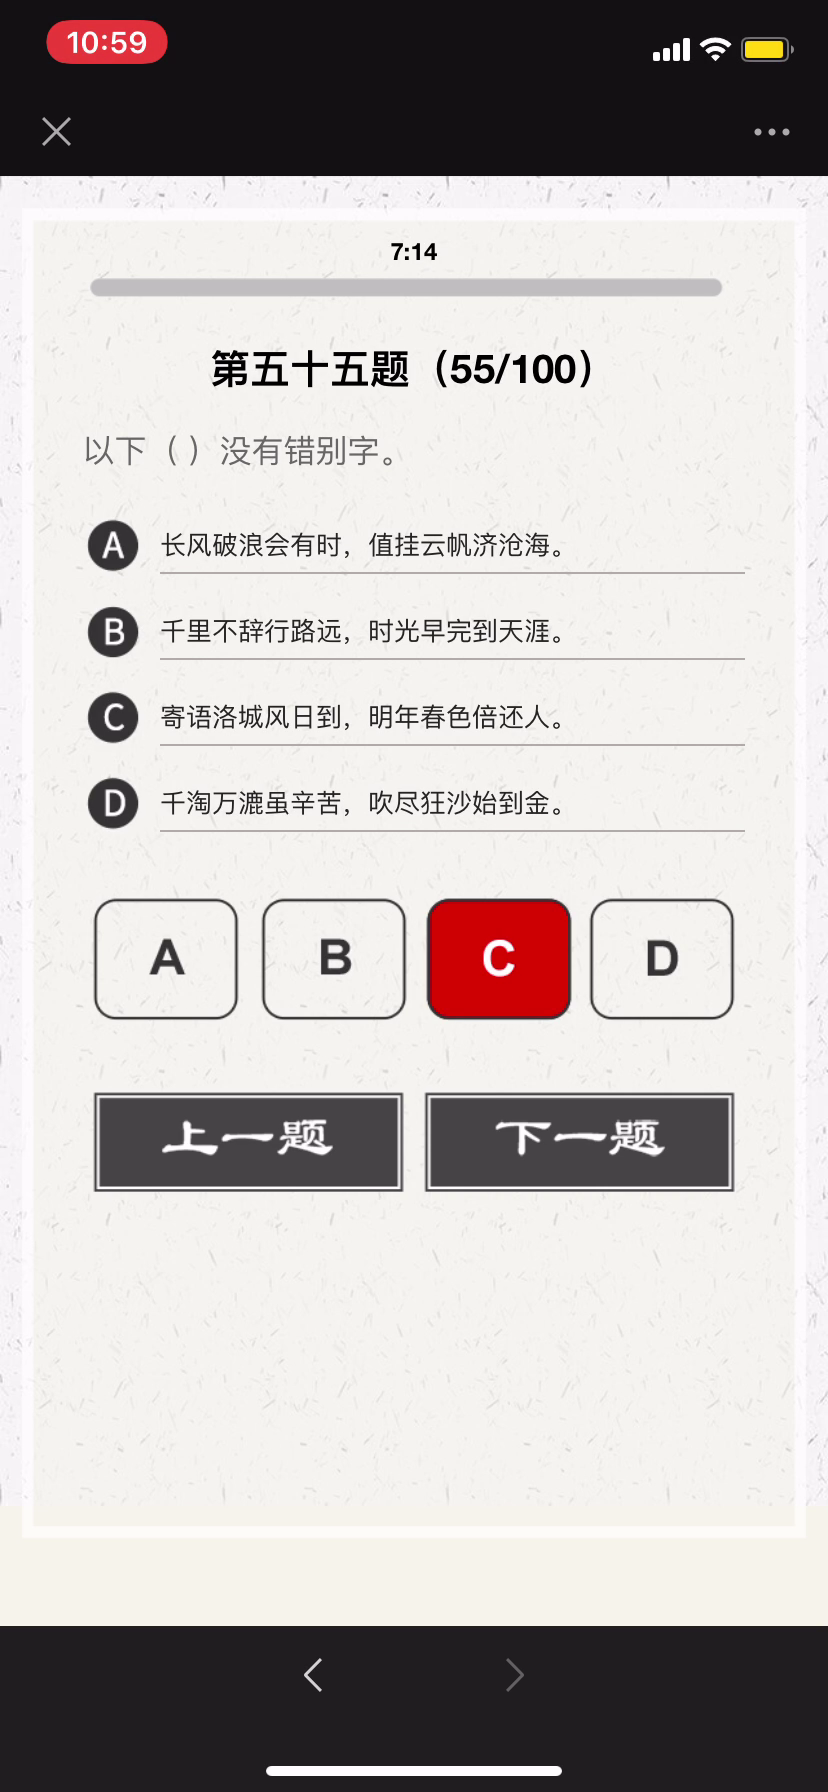 10:59
7:14
第五十五题（55/100）
以下（ ）没有错别字。
A 长风破浪会有时，值挂云帆济沧海。
B 千里不辞行路远，时光早完到天涯。
C 寄语洛城风日到，明年春色倍还人。
D 千淘万漉虽辛苦，吹尽狂沙始到金。
A B C D
上一题 下一题